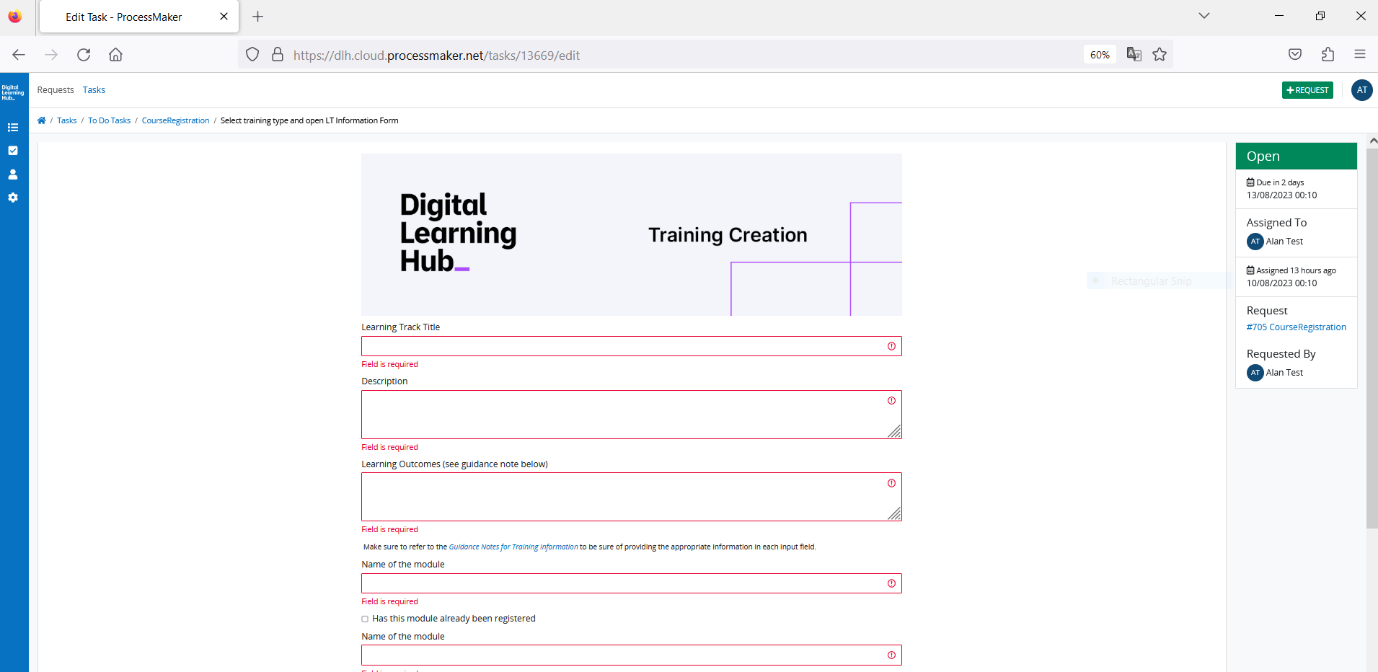 Edit Task - ProcessMaker
https://dlh.cloud.processmaker.net/tasks/13669/edit
60%
Digital
Learning
Hub_
Requests Tasks
+ REQUEST
AT
/ Tasks / To Do Tasks / CourseRegistration / Select training type and open LT Information Form
Digital
Learning
Hub_
Training Creation
Learning Track Title
Field is required
Description
Field is required
Learning Outcomes (see guidance note below)
Field is required
Make sure to refer to the Guidance Notes for Training information to be sure of providing the appropriate information in each input field.
Name of the module
Field is required
Has this module already been registered
Name of the module
Field is required
Rectangular Snip
Open
Due in 2 days
13/08/2023 00:10
Assigned To
AT Alan Test
Assigned 13 hours ago
10/08/2023 00:10
Request
#705 CourseRegistration
Requested By
AT Alan Test